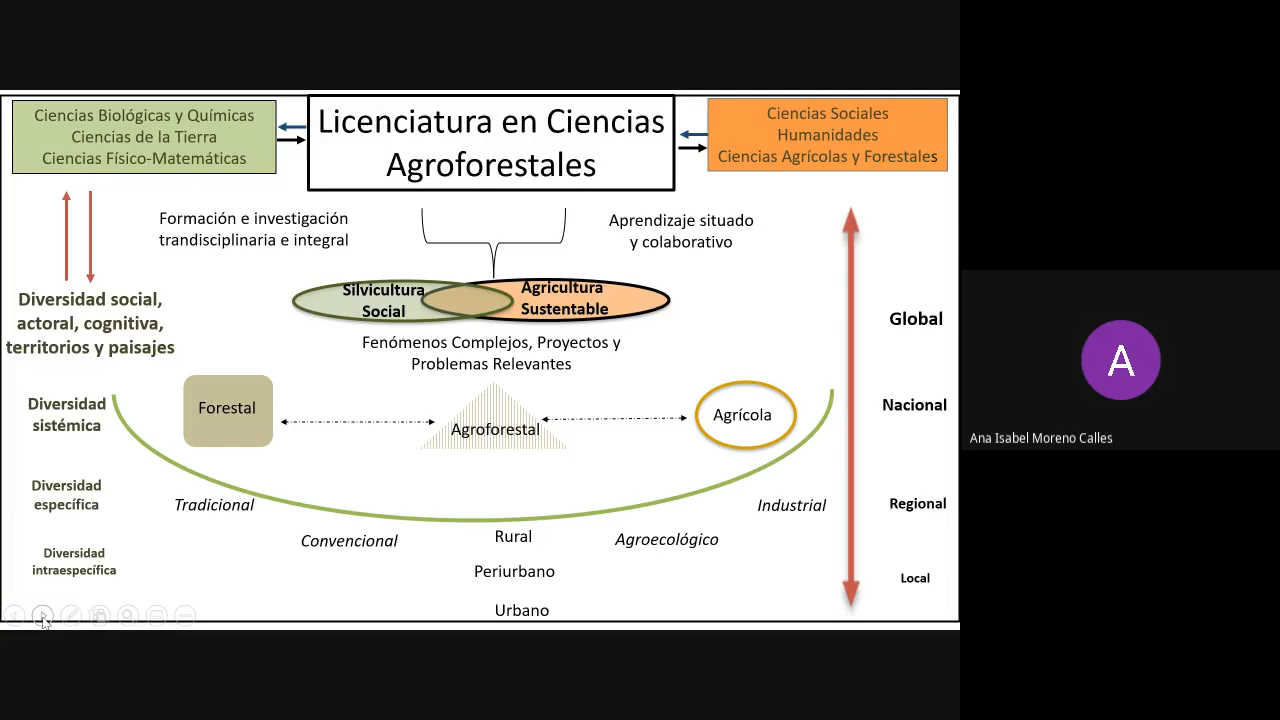 Ciencias Biológicas y Químicas
Ciencias de la Tierra
Ciencias Físico-Matemáticas
Licenciatura en Ciencias
Agroforestales
Ciencias Sociales
Humanidades
Ciencias Agrícolas y Forestales
Formación e investigación
trandisciplinaria e integral
Aprendizaje situado
y colaborativo
Silvicultura
Social
Agricultura
Sustentable
Diversidad social,
actoral, cognitiva,
territorios y paisajes
Fenómenos Complejos, Proyectos y
Problemas Relevantes
Global
Diversidad
sistémica
Forestal
Agroforestal
Agrícola
Nacional
Diversidad
específica
Tradicional
Industrial
Regional
Convencional
Rural
Agroecológico
Diversidad
intraespecífica
Periurbano
Local
Urbano
A
Ana Isabel Moreno Calles